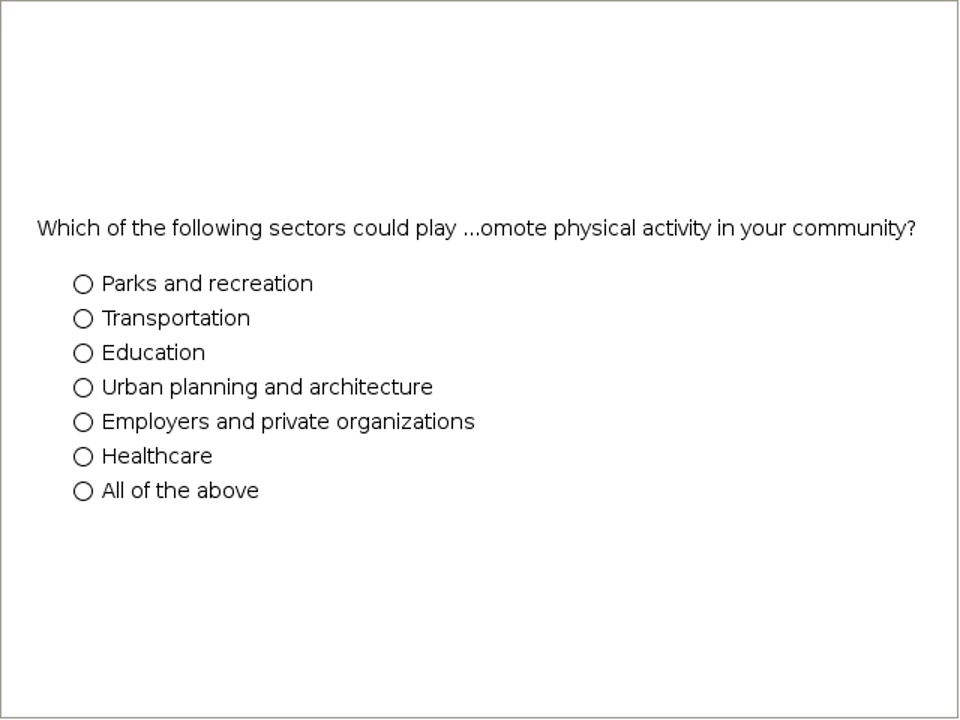 Which of the following sectors could play ...omote physical activity in your community?
Parks and recreation
Transportation
Education
Urban planning and architecture
Employers and private organizations
Healthcare
All of the above